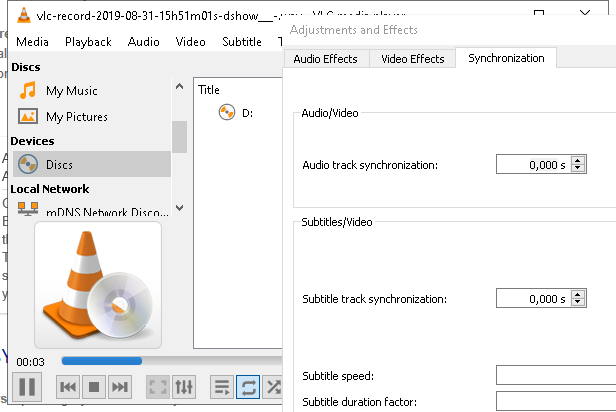 vlc-record-2019-08-31-15h51m01s-dshow___-.wav - VLC media player
Adjustments and Effects
Media Playback Audio Video Subtitle T
Audio Effects Video Effects Synchronization
Discs
My Music
My Pictures
Devices
Discs
Local Network
mDNS Network Disco...
Title
D:
Audio/Video
Audio track synchronization: 0,000 s
Subtitles/Video
Subtitle track synchronization: 0,000 s
Subtitle speed:
Subtitle duration factor:
00:03